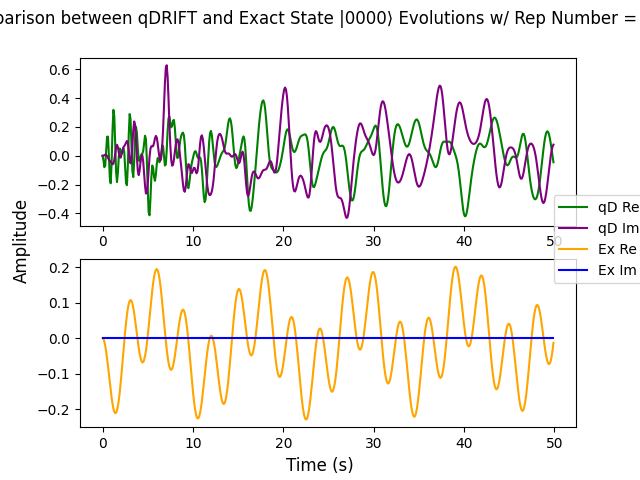 between qDRIFT and Exact State |0000⟩ Evolutions w/ Rep Number =
0.6
0.4
0.2
0.0
−0.2
−0.4
0 10 20 30 40 50
qD Re
qD Im
Ex Re
Ex Im
Amplitude
0.2
0.1
0.0
−0.1
−0.2
0 10 20 30 40 50
Time (s)